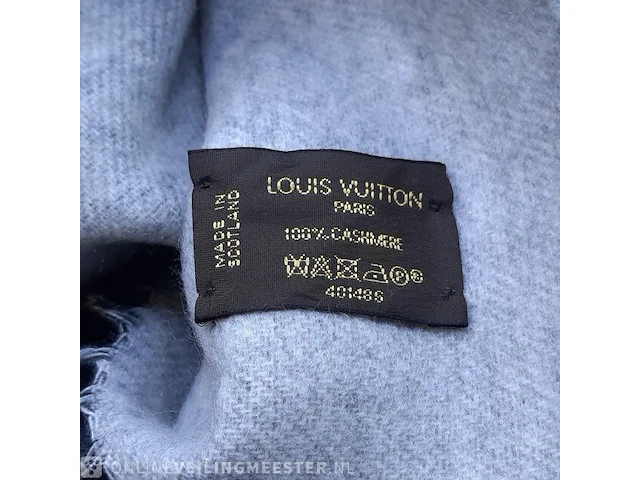 LOUIS VUITTON
PARIS
100% CASHMERE
401486
MADE IN
SCOTLAND
ONLINEVEILINGMEESTER.NL